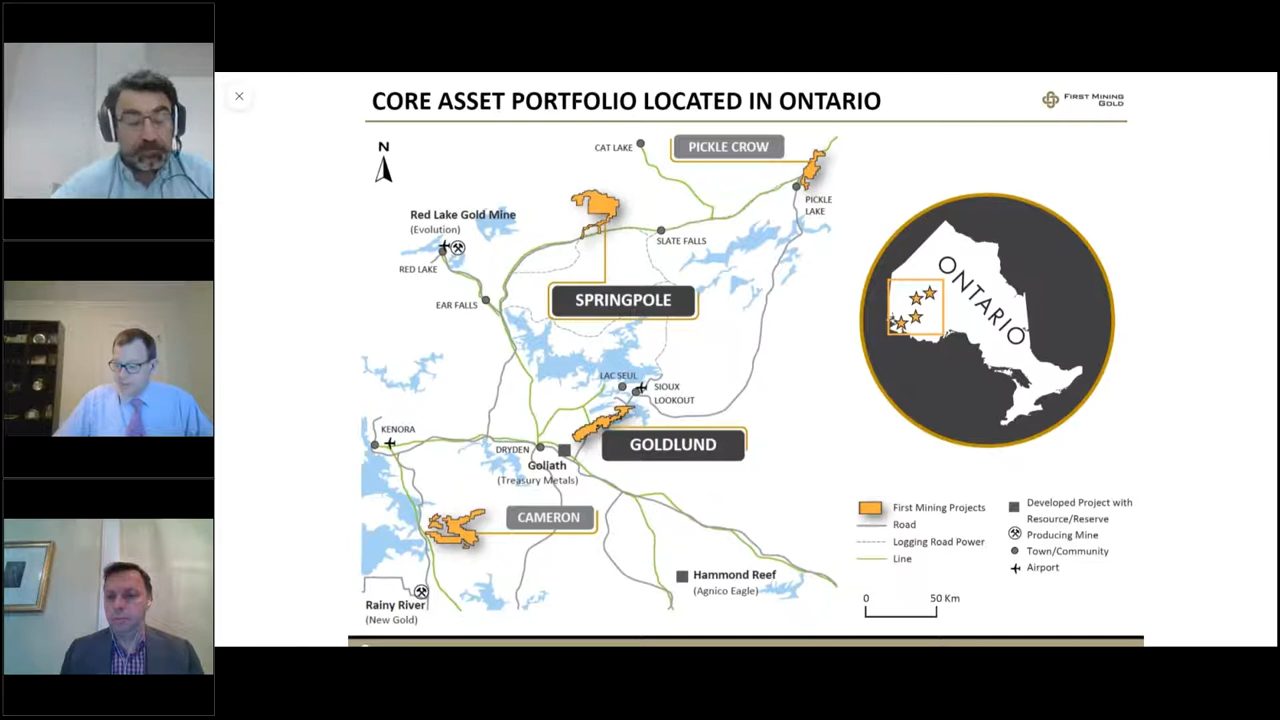 CORE ASSET PORTFOLIO LOCATED IN ONTARIO
FIRST MINING
GOLD
N
CAT LAKE
PICKLE CROW
PICKLE
LAKE
Red Lake Gold Mine
(Evolution)
RED LAKE
SLATE FALLS
EAR FALLS
SPRINGPOLE
LAC SEUL
SIOUX
LOOKOUT
KENORA
GOLDLUND
DRYDEN
Goliath
(Treasury Metals)
CAMERON
Hammond Reef
(Agnico Eagle)
Rainy River
(New Gold)
ONTARIO
First Mining Projects
Road
Logging Road Power
Line
Developed Project with
Resource/Reserve
Producing Mine
Town/Community
Airport
0 50 Km